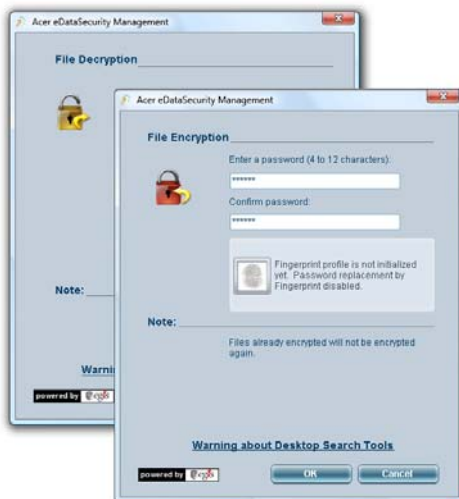 Acer eDataSecurity Management
File Decryption
Note:
Acer eDataSecurity Management
File Encryption
Enter a password (4 to 12 characters):
******
Confirm password:
******
Fingerprint profile is not initialized
yet. Password replacement by
Fingerprint disabled.
Note:
Files already encrypted will not be encrypted
again.
Warning about Desktop Search Tools
powered by egis
OK
Cancel
powered by egis